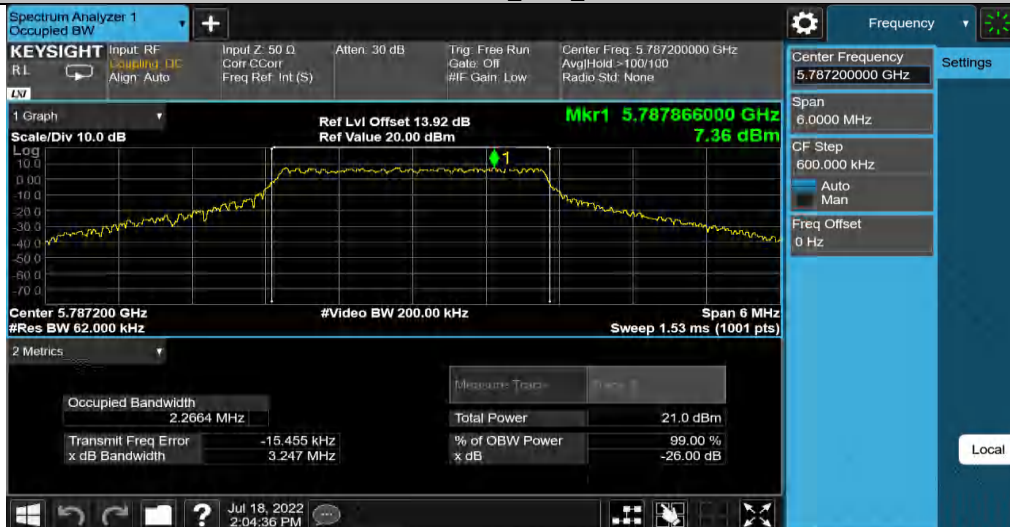 Spectrum Analyzer 1
Occupied BW
+
Frequency
KEYSIGHT
RL
LXI
Input: RF
Coupling: DC
Align: Auto
Input Z: 50 Ω
Corr CCorr
Freq Ref: Int (S)
Atten: 30 dB
Trig: Free Run
Gate: Off
#IF Gain: Low
Center Freq: 5.787200000 GHz
Avg|Hold >100/100
Radio Std: None
Center Frequency
5.787200000 GHz
Settings
Span
6.0000 MHz
CF Step
600.000 kHz
Auto
Man
Freq Offset
0 Hz
Local
1 Graph
Scale/Div 10.0 dB
Ref Lvl Offset 13.92 dB
Ref Value 20.00 dBm
Mkr1 5.787866000 GHz
7.36 dBm
Log
10.0
0.00
-10.0
-20.0
-30.0
-40.0
-50.0
-60.0
-70.0
1
Center 5.787200 GHz
#Res BW 62.000 kHz
#Video BW 200.00 kHz
Span 6 MHz
Sweep 1.53 ms (1001 pts)
2 Metrics
Measure Trace
Trace 1
Occupied Bandwidth
2.2664 MHz
Total Power 21.0 dBm
Transmit Freq Error -15.455 kHz
x dB Bandwidth 3.247 MHz
% of OBW Power 99.00 %
x dB -26.00 dB
?
Jul 18, 2022
2:04:36 PM